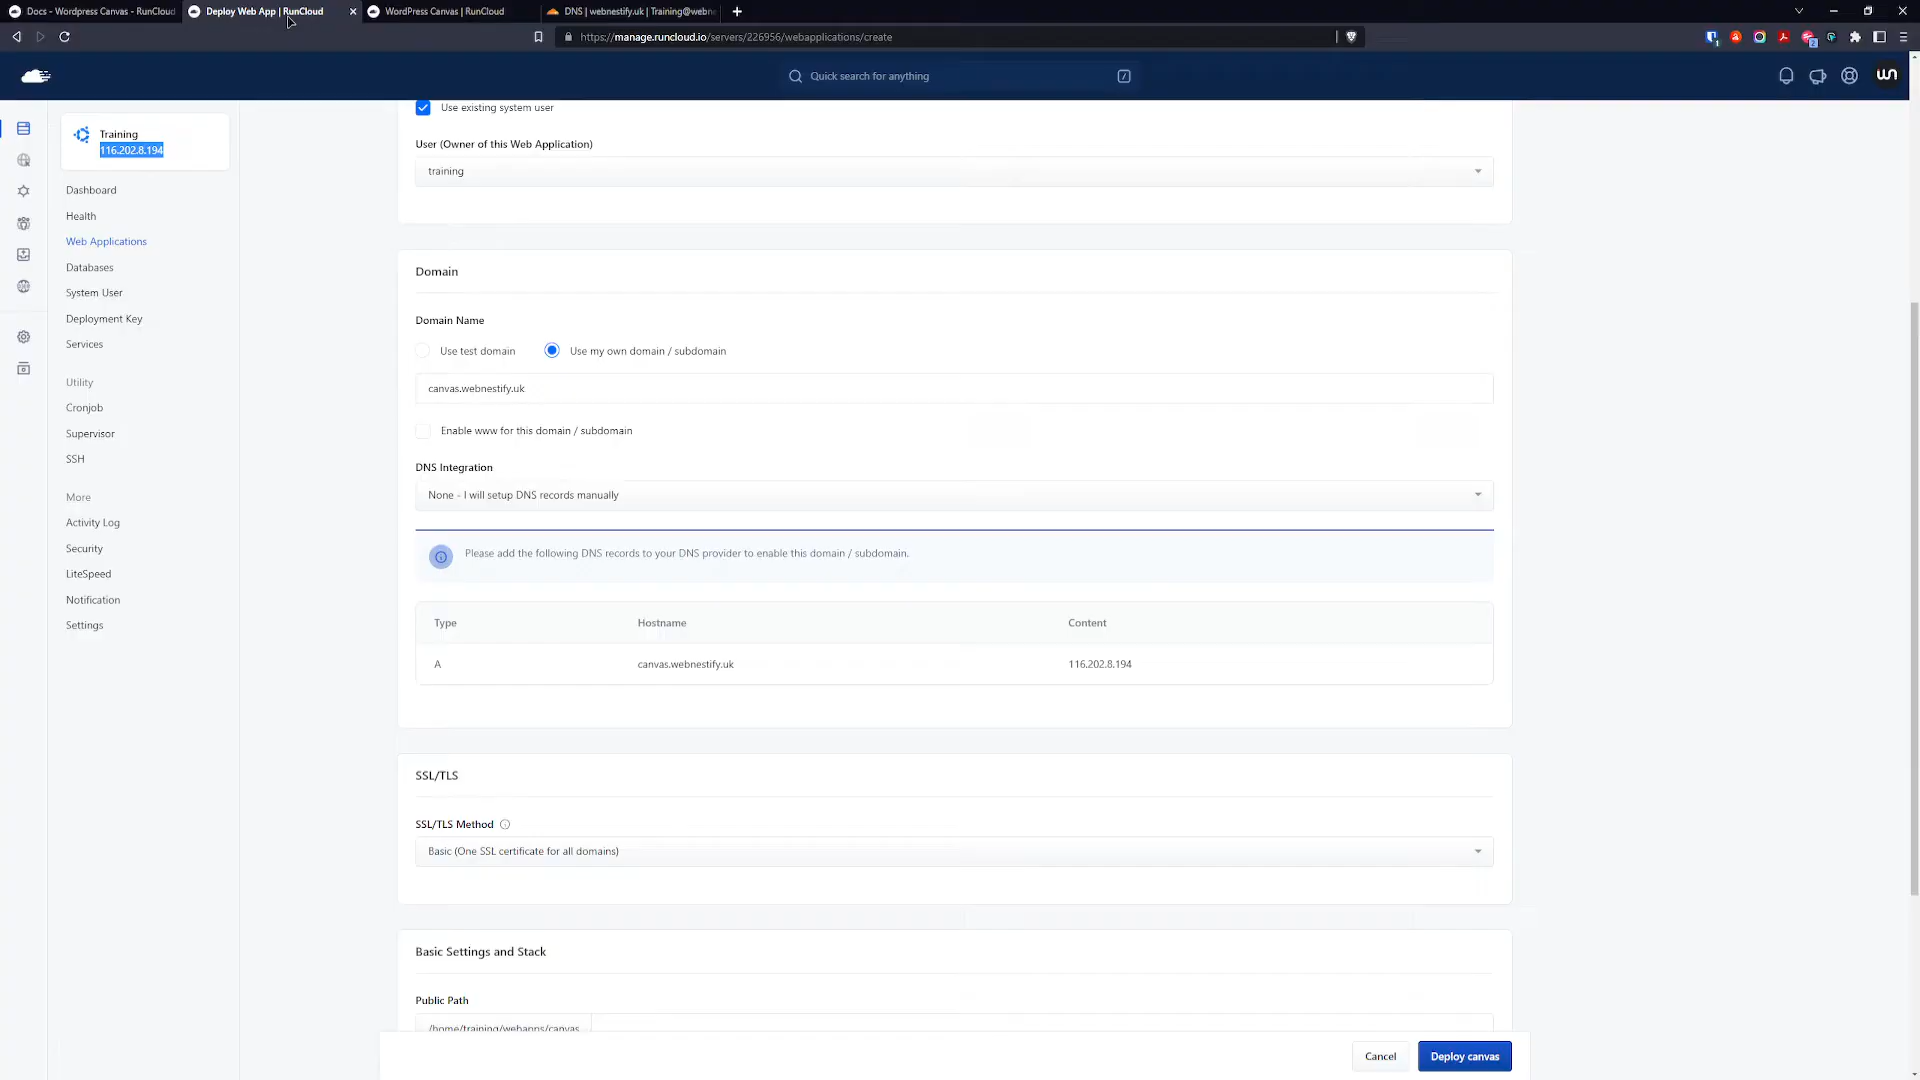 Docs - Wordpress Canvas - RunCloud
Deploy Web App | RunCloud
WordPress Canvas | RunCloud
DNS | webnestify.uk | Training@webne
https://manage.runcloud.io/servers/226956/webapplications/create
Quick search for anything
Training
116.202.8.194
Dashboard
Health
Web Applications
Databases
System User
Deployment Key
Services
Utility
Cronjob
Supervisor
SSH
More
Activity Log
Security
LiteSpeed
Notification
Settings
Use existing system user
User (Owner of this Web Application)
training
Domain
Domain Name
Use test domain
Use my own domain / subdomain
canvas.webnestify.uk
Enable www for this domain / subdomain
DNS Integration
None - I will setup DNS records manually
Please add the following DNS records to your DNS provider to enable this domain / subdomain.
Type Hostname Content
A canvas.webnestify.uk 116.202.8.194
SSL/TLS
SSL/TLS Method
Basic (One SSL certificate for all domains)
Basic Settings and Stack
Public Path
/home/training/webapps/canvas
Cancel
Deploy canvas